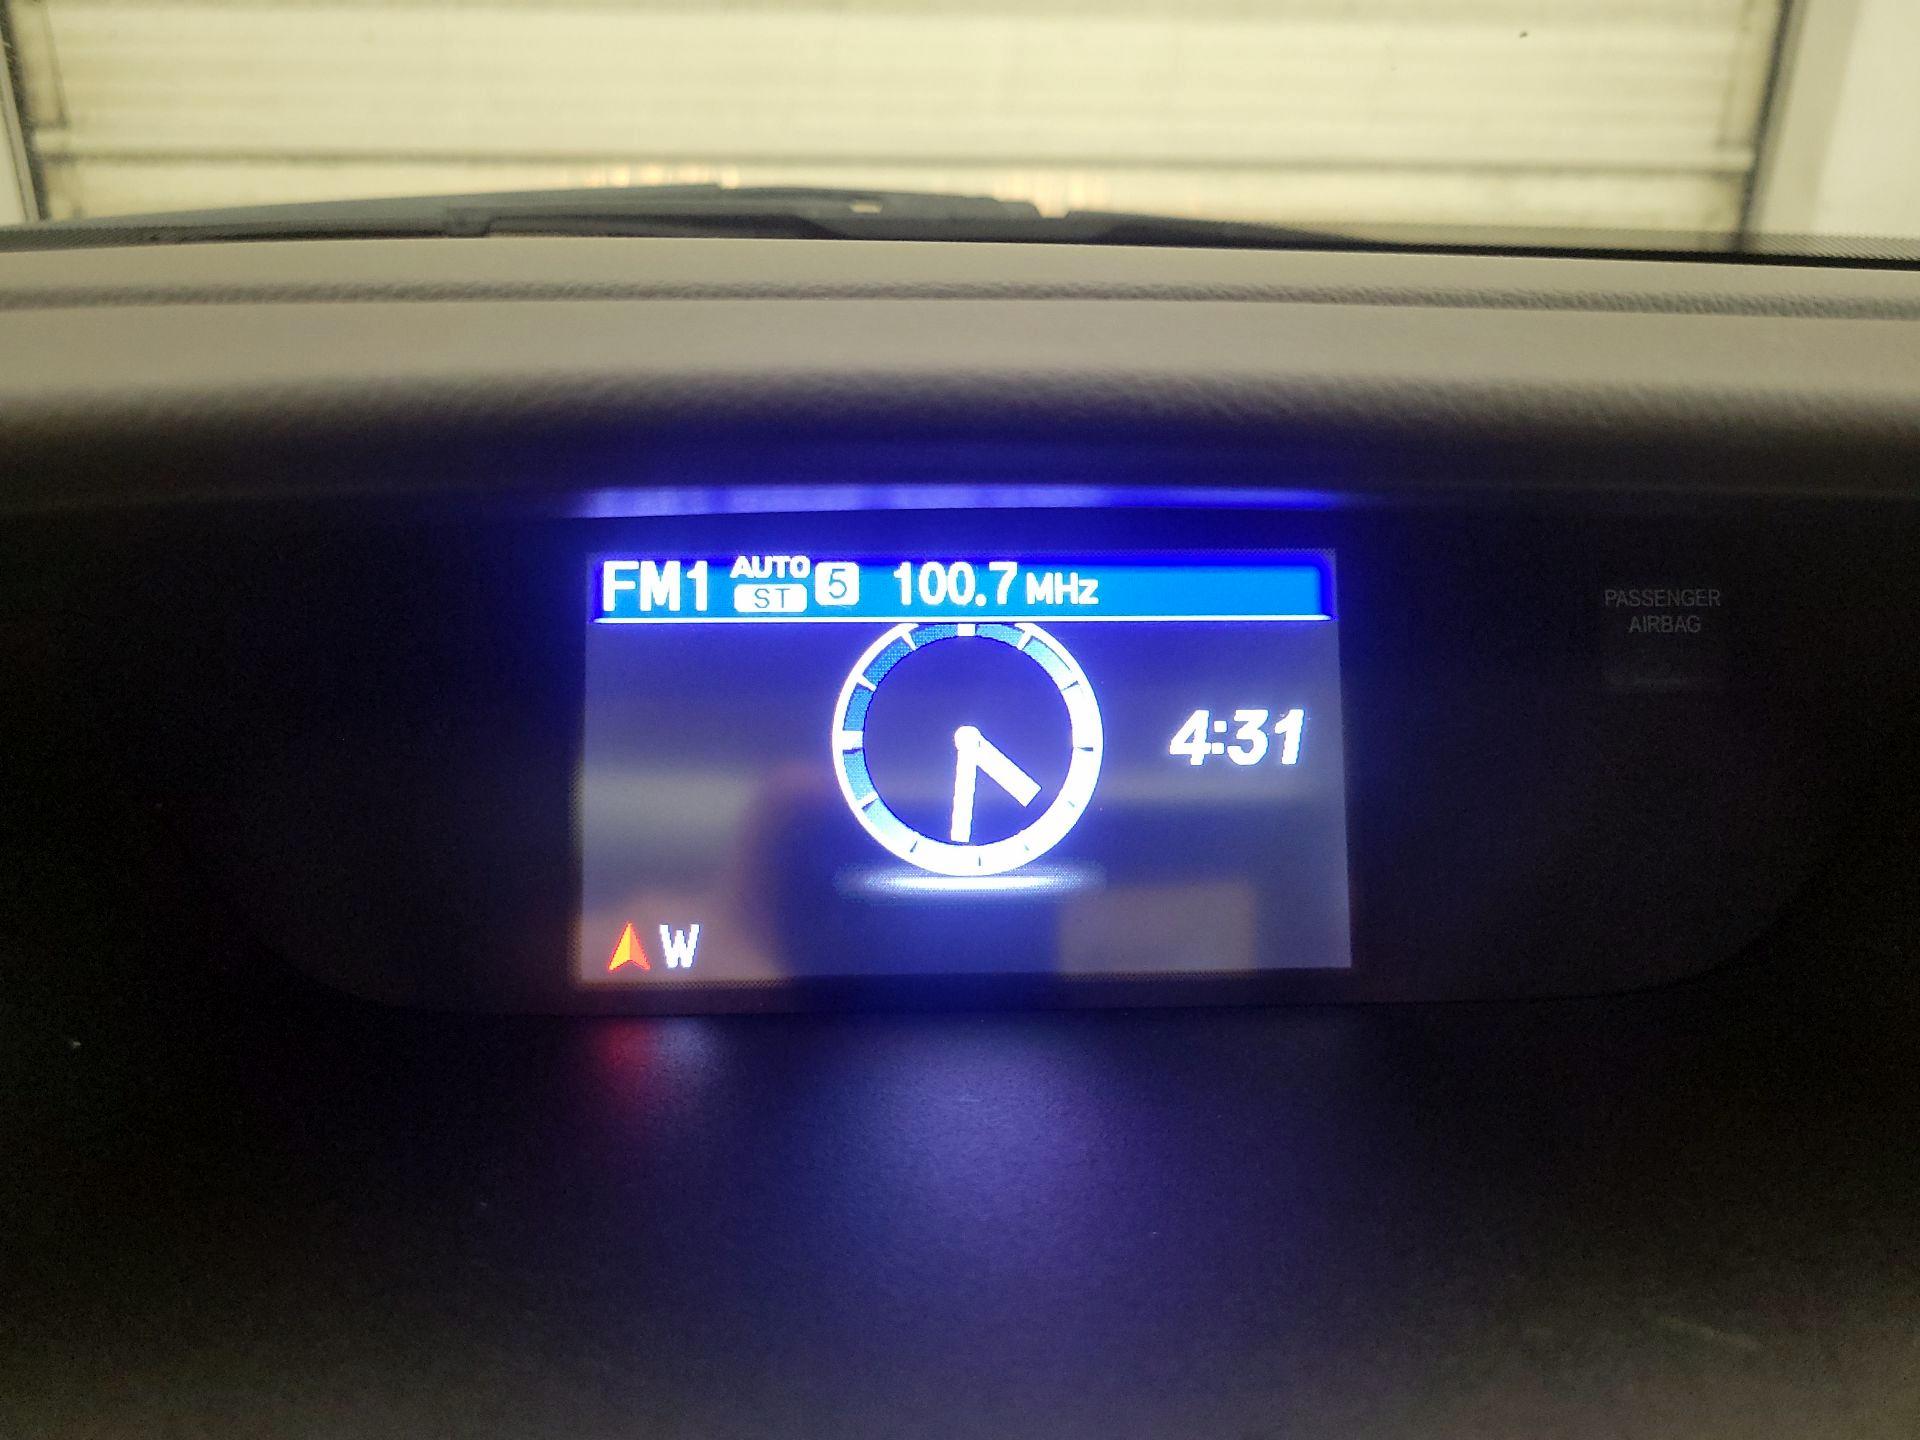 FM1 AUTO ST 5 100.7 MHz
4:31
W
PASSENGER
AIRBAG